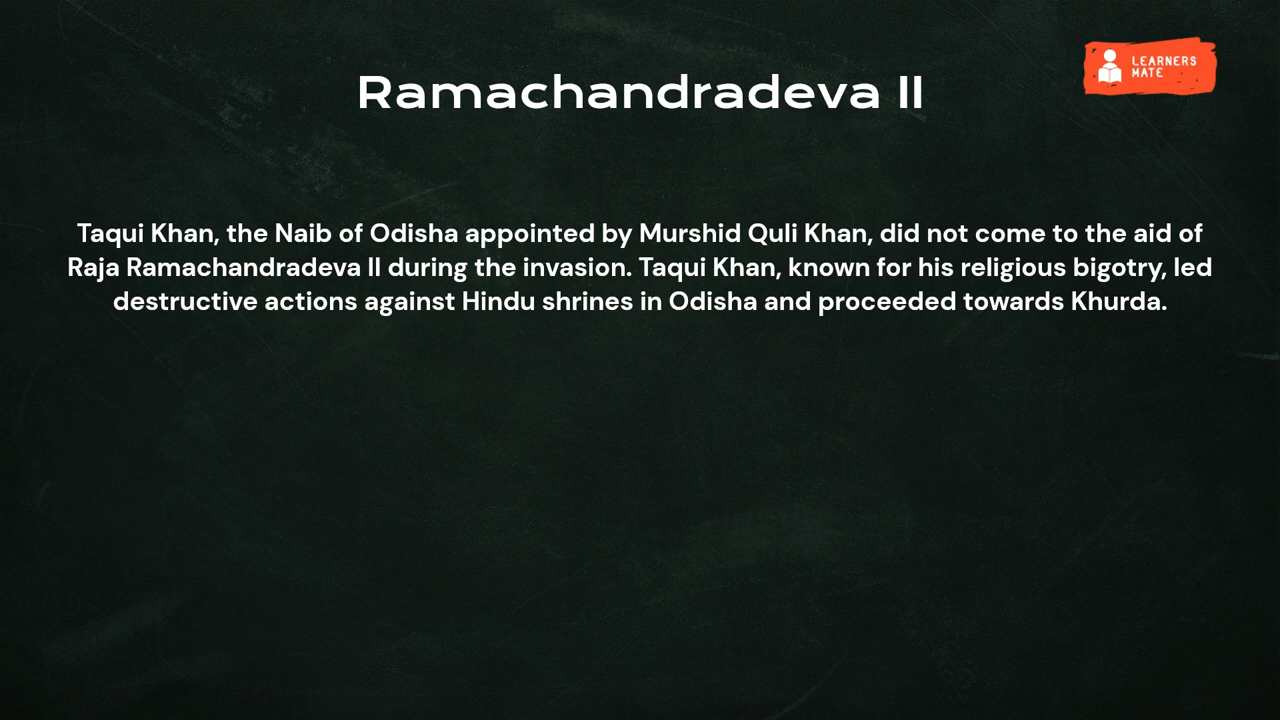 Ramachandradeva II
LEARNERS
MATE
Taqui Khan, the Naib of Odisha appointed by Murshid Quli Khan, did not come to the aid of
Raja Ramachandradeva II during the invasion. Taqui Khan, known for his religious bigotry, led
destructive actions against Hindu shrines in Odisha and proceeded towards Khurda.